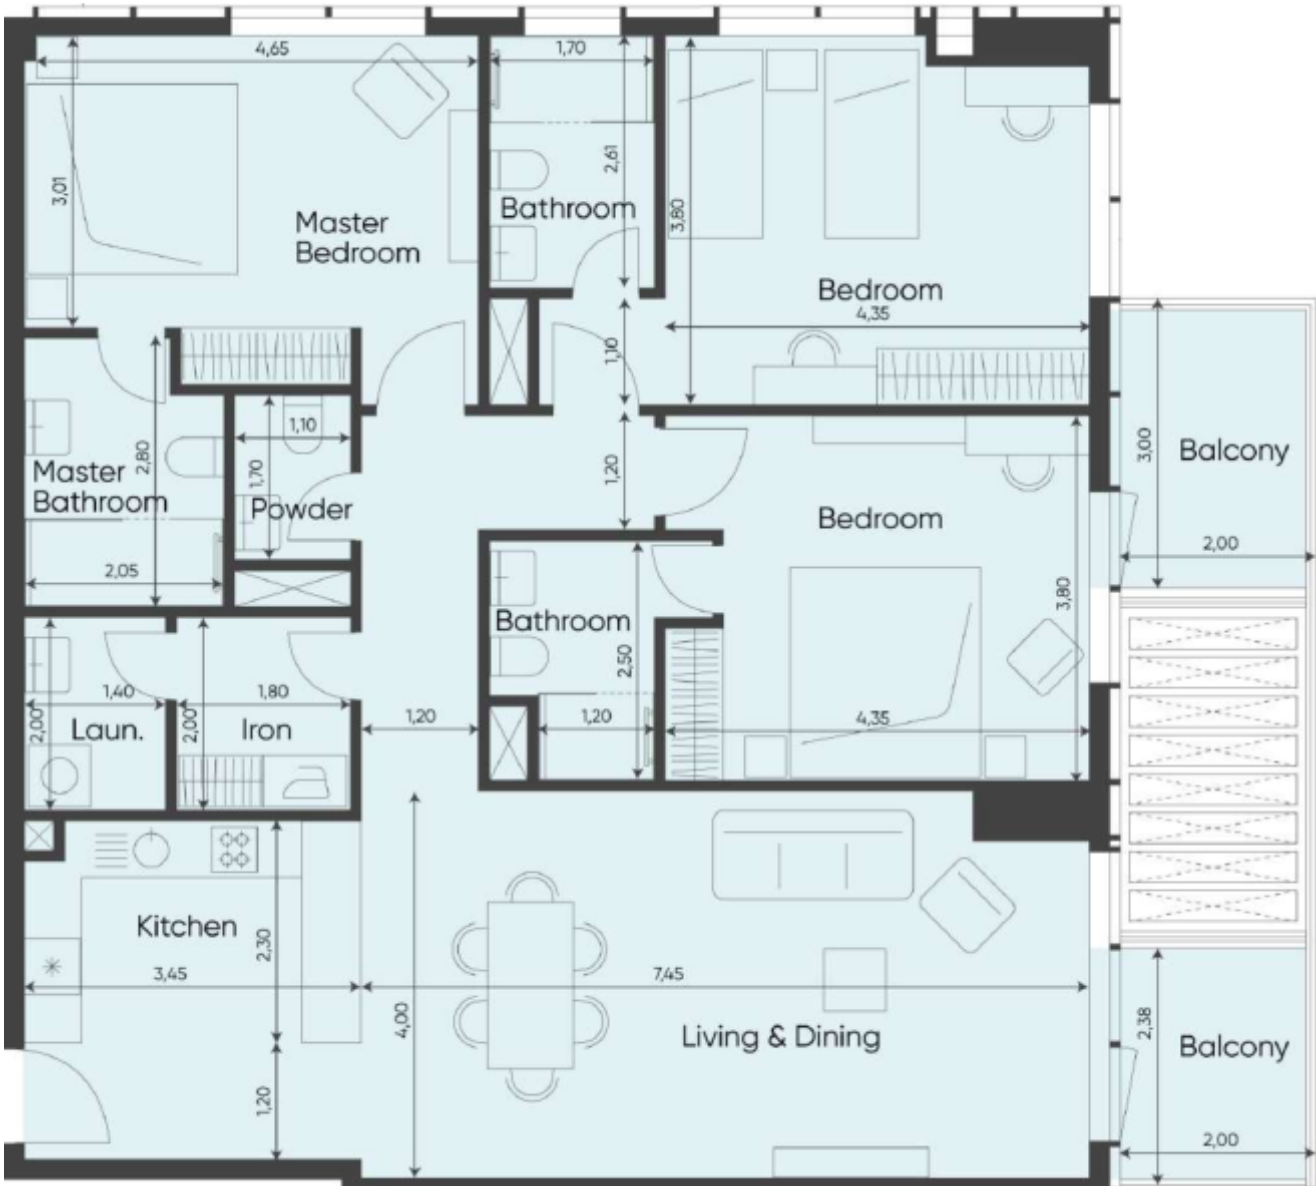 4,65
1,70
3,01
2,61
3,80
Master
Bedroom
Bathroom
Bedroom
4,35
1,10
1,10
2,80
1,70
1,20
3,00
Balcony
Master
Bathroom
Powder
Bedroom
2,00
2,05
3,80
Bathroom
2,50
1,40
1,80
2,00
2,00
Laun.
Iron
1,20
1,20
4,35
Kitchen
2,30
3,45
7,45
4,00
Living & Dining
2,38
Balcony
1,20
2,00